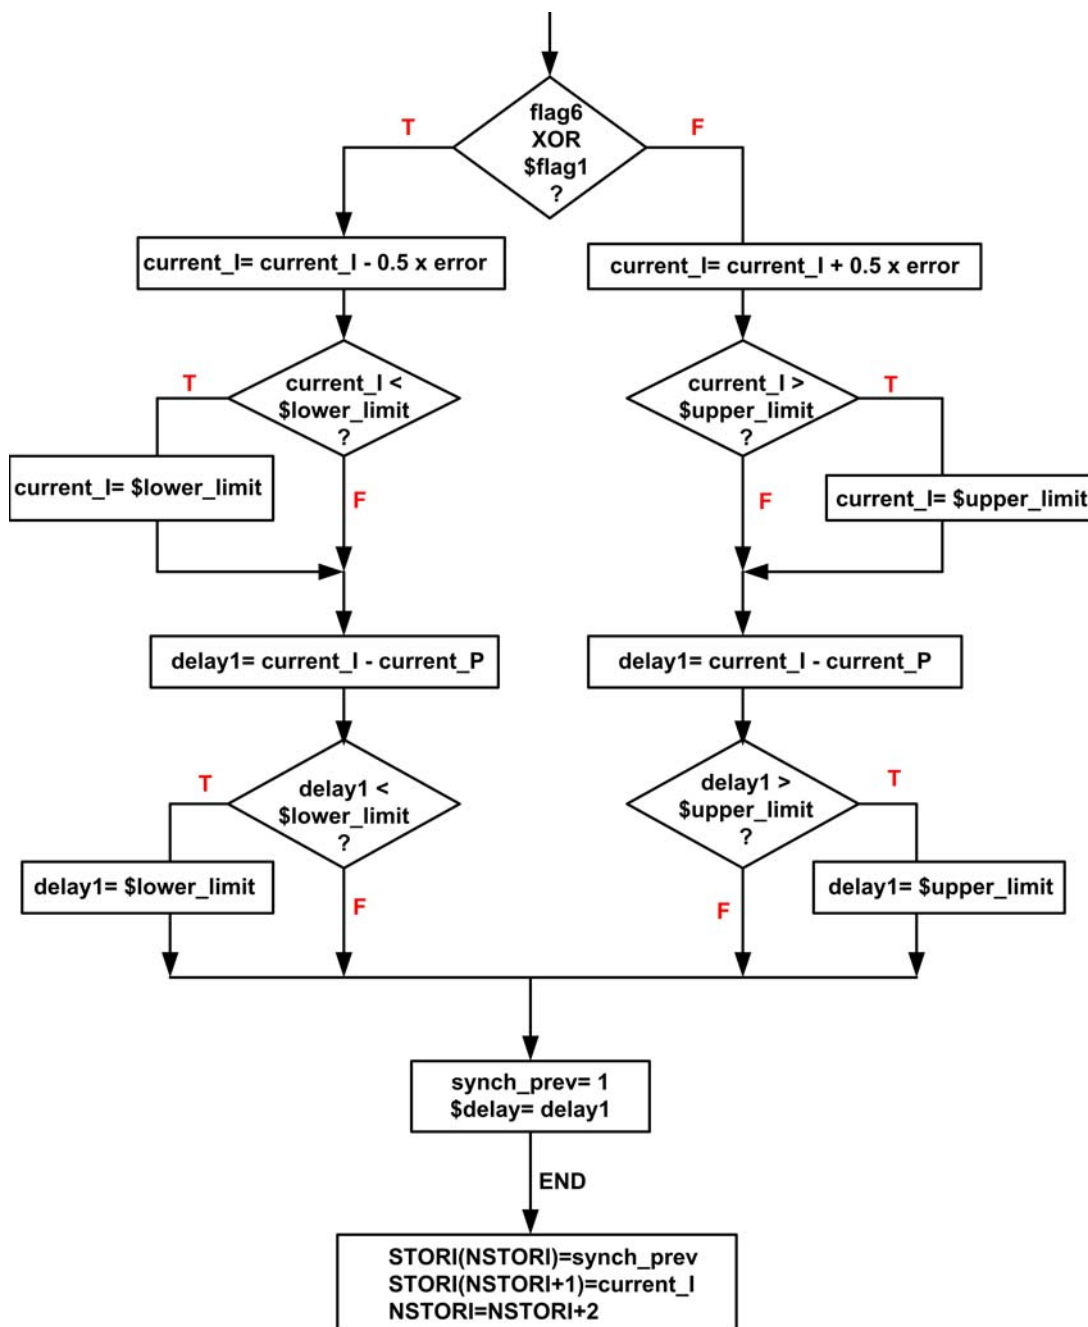 flag6
XOR
$flag1
?
T
F
current_I= current_I - 0.5 x error
current_I= current_I + 0.5 x error
current_I <
$lower_limit
?
T
F
current_I= $lower_limit
current_I >
$upper_limit
?
T
F
current_I= $upper_limit
delay1= current_I - current_P
delay1= current_I - current_P
delay1 <
$lower_limit
?
T
F
delay1= $lower_limit
delay1 >
$upper_limit
?
T
F
delay1= $upper_limit
synch_prev= 1
$delay= delay1
END
STORI(NSTORI)=synch_prev
STORI(NSTORI+1)=current_I
NSTORI=NSTORI+2